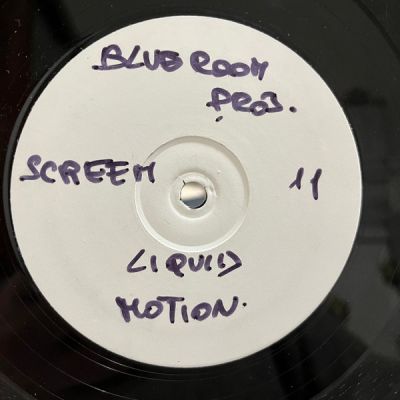 BLUE ROOM
PROJ.
SCREEM 11
LIQUID
MOTION.